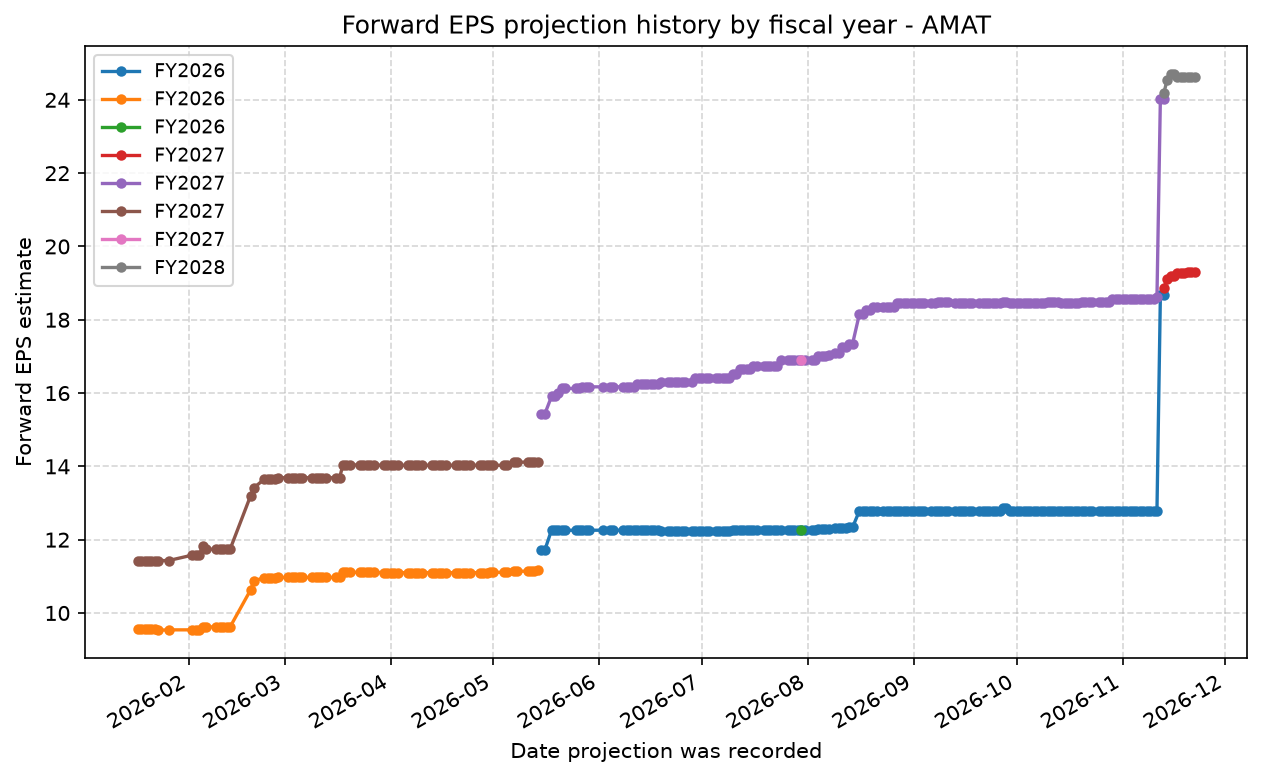 Forward EPS projection history by fiscal year - AMAT
FY2026
FY2026
FY2026
FY2027
FY2027
FY2027
FY2027
FY2028
Forward EPS estimate
24
22
20
18
16
14
12
10
2026-02
2026-03
2026-04
2026-05
2026-06
2026-07
2026-08
2026-09
2026-10
2026-11
2026-12
Date projection was recorded